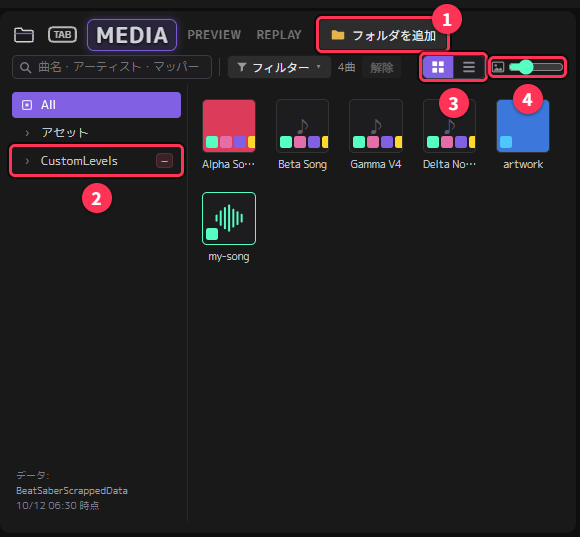 1
TAB MEDIA PREVIEW REPLAY フォルダを追加
曲名・アーティスト・マッパー フィルター 4曲 解除
3 4
All
アセット
CustomLevels
2
Alpha So… Beta Song Gamma V4 Delta No… artwork
my-song
データ:
BeatSaberScrappedData
10/12 06:30 時点